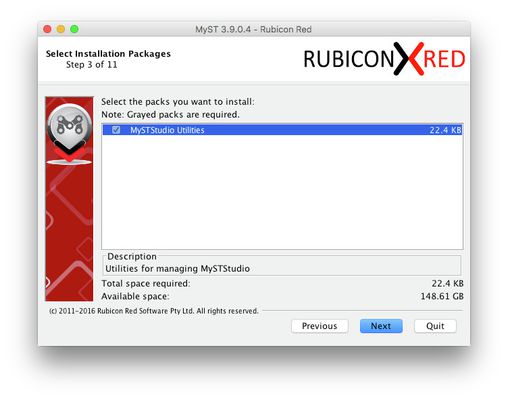 MyST 3.9.0.4 - Rubicon Red
Select Installation Packages
Step 3 of 11
RUBICON RED
Select the packs you want to install:
Note: Grayed packs are required.
MySTStudio Utilities 22.4 KB
Description
Utilities for managing MySTStudio
Total space required: 22.4 KB
Available space: 148.61 GB
(c) 2011-2016 Rubicon Red Software Pty Ltd. All rights reserved.
Previous Next Quit